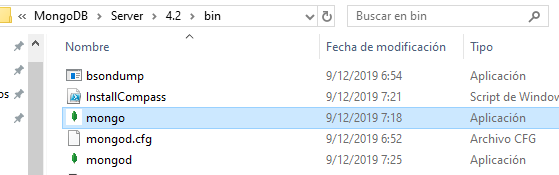 « MongoDB > Server > 4.2 > bin
Buscar en bin
Nombre Fecha de modificación Tipo
bsondump 9/12/2019 6:54 Aplicación
InstallCompass 9/12/2019 7:21 Script de Window
mongo 9/12/2019 7:18 Aplicación
mongod.cfg 9/12/2019 6:52 Archivo CFG
os
mongod 9/12/2019 7:25 Aplicación